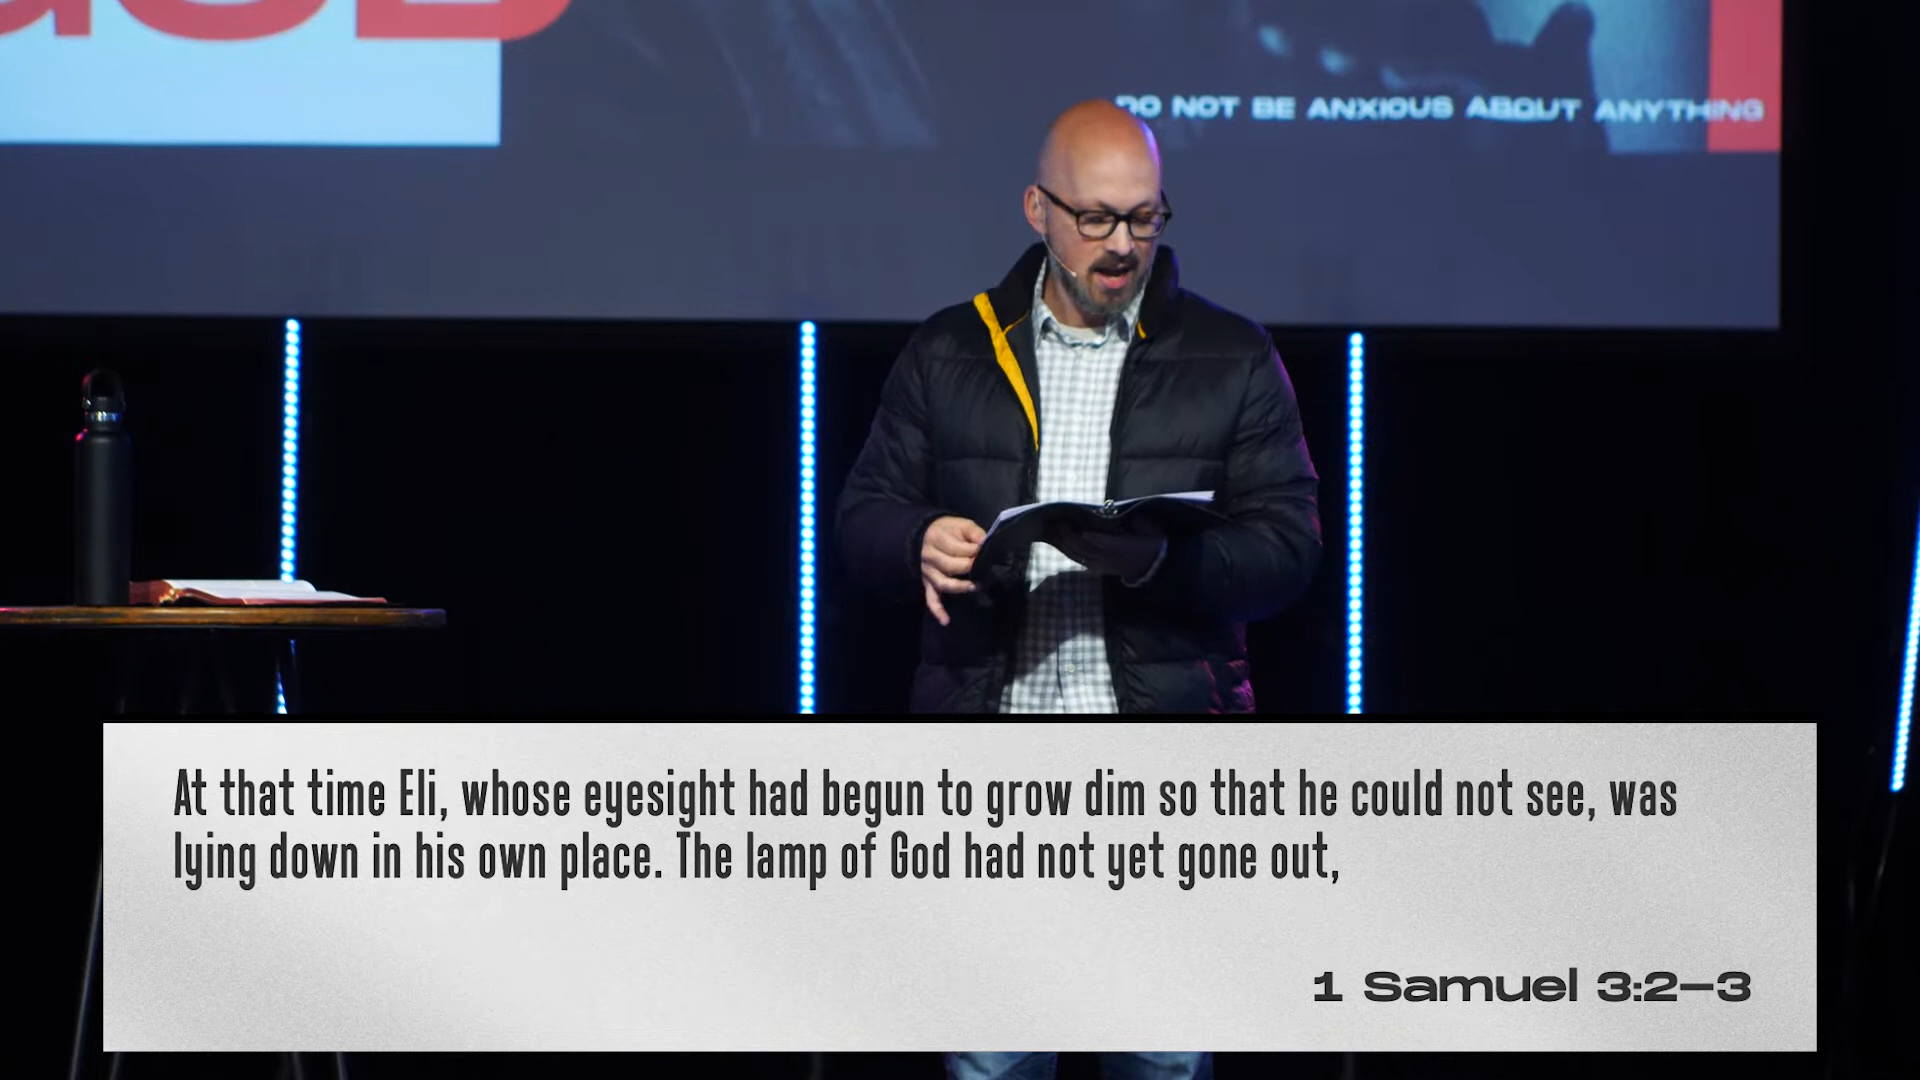 DO NOT BE ANXIOUS ABOUT ANYTHING
At that time Eli, whose eyesight had begun to grow dim so that he could not see, was
lying down in his own place. The lamp of God had not yet gone out,
1 Samuel 3:2–3